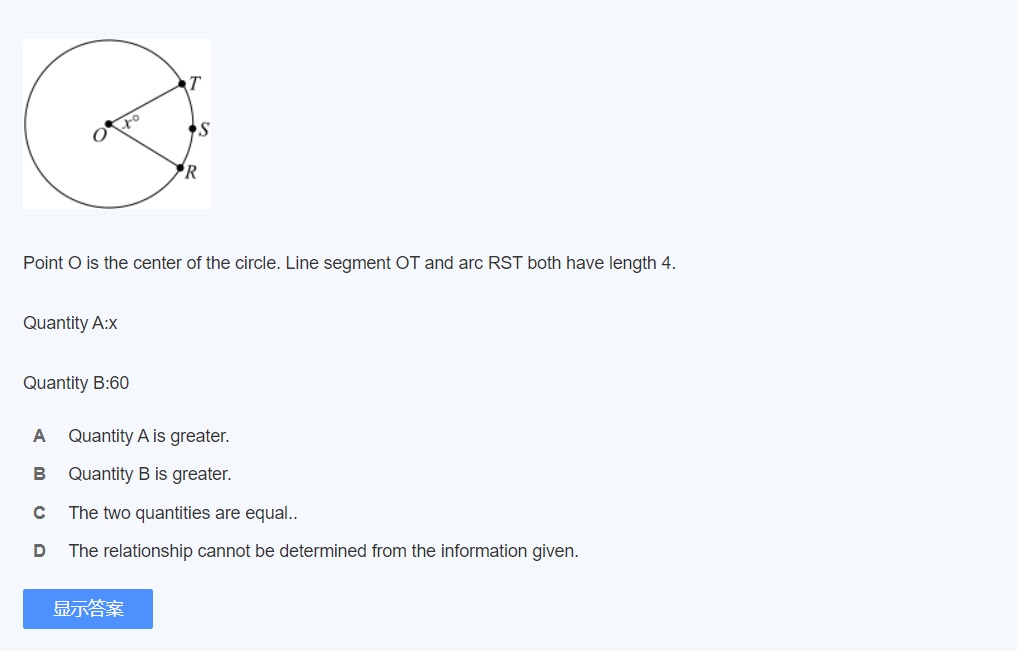 T
x°
O
S
R
Point O is the center of the circle. Line segment OT and arc RST both have length 4.
Quantity A:x
Quantity B:60
A Quantity A is greater.
B Quantity B is greater.
C The two quantities are equal..
D The relationship cannot be determined from the information given.
显示答案